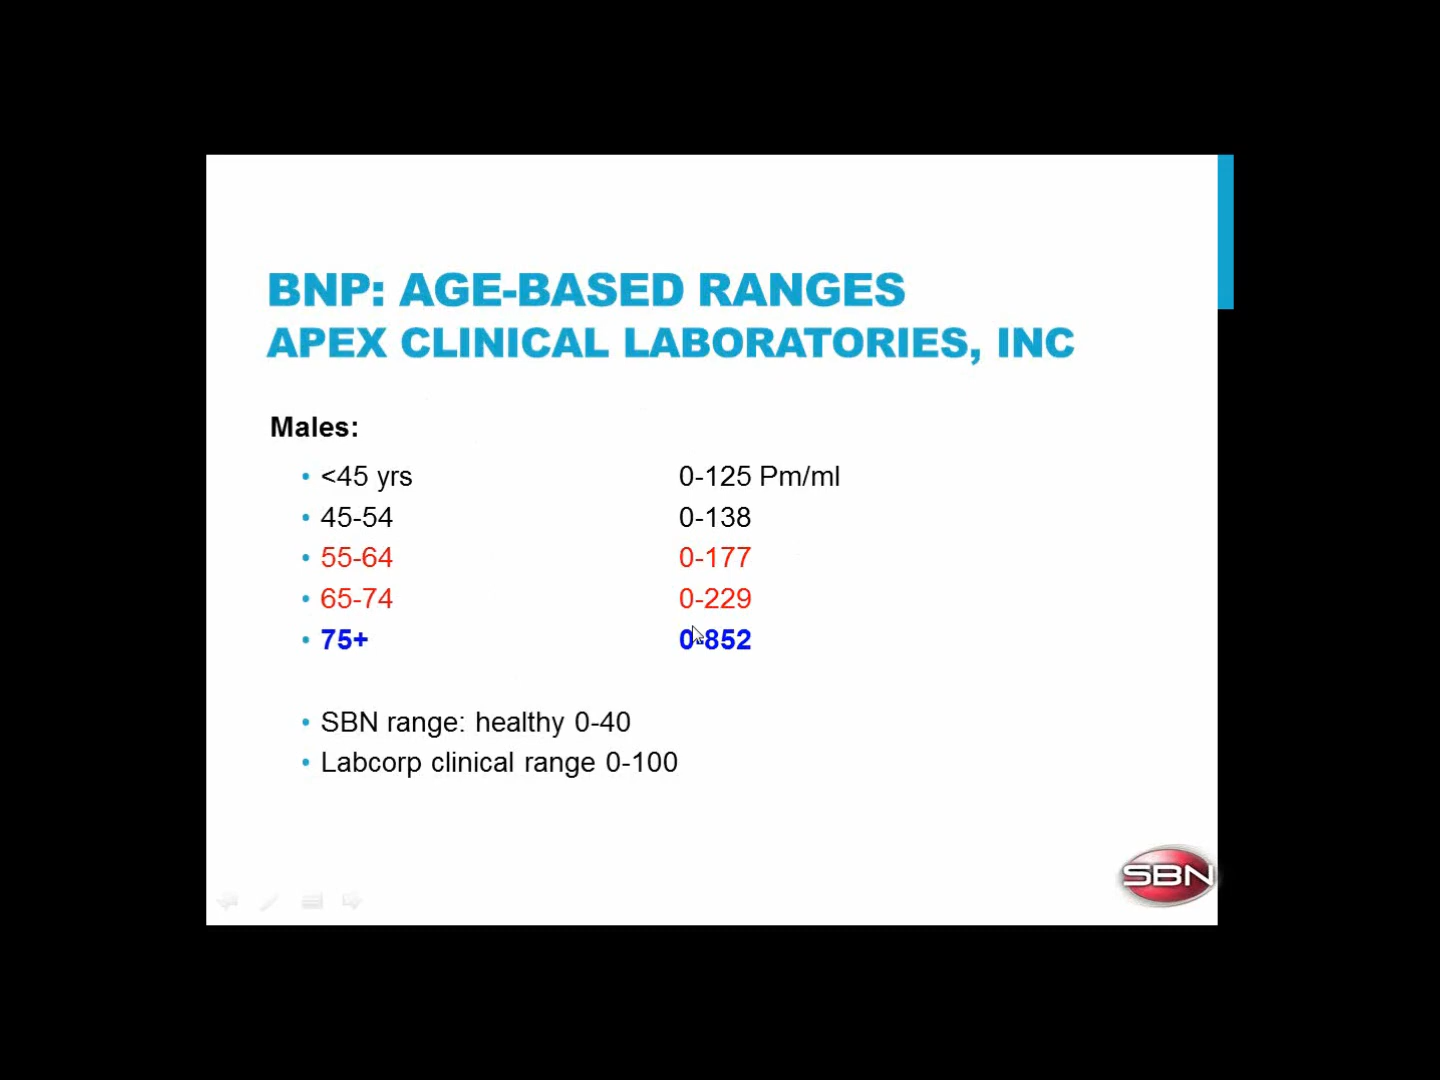 BNP: AGE-BASED RANGES
APEX CLINICAL LABORATORIES, INC
Males:
• <45 yrs 0-125 Pm/ml
• 45-54 0-138
• 55-64 0-177
• 65-74 0-229
• 75+ 0-852
• SBN range: healthy 0-40
• Labcorp clinical range 0-100
SBN